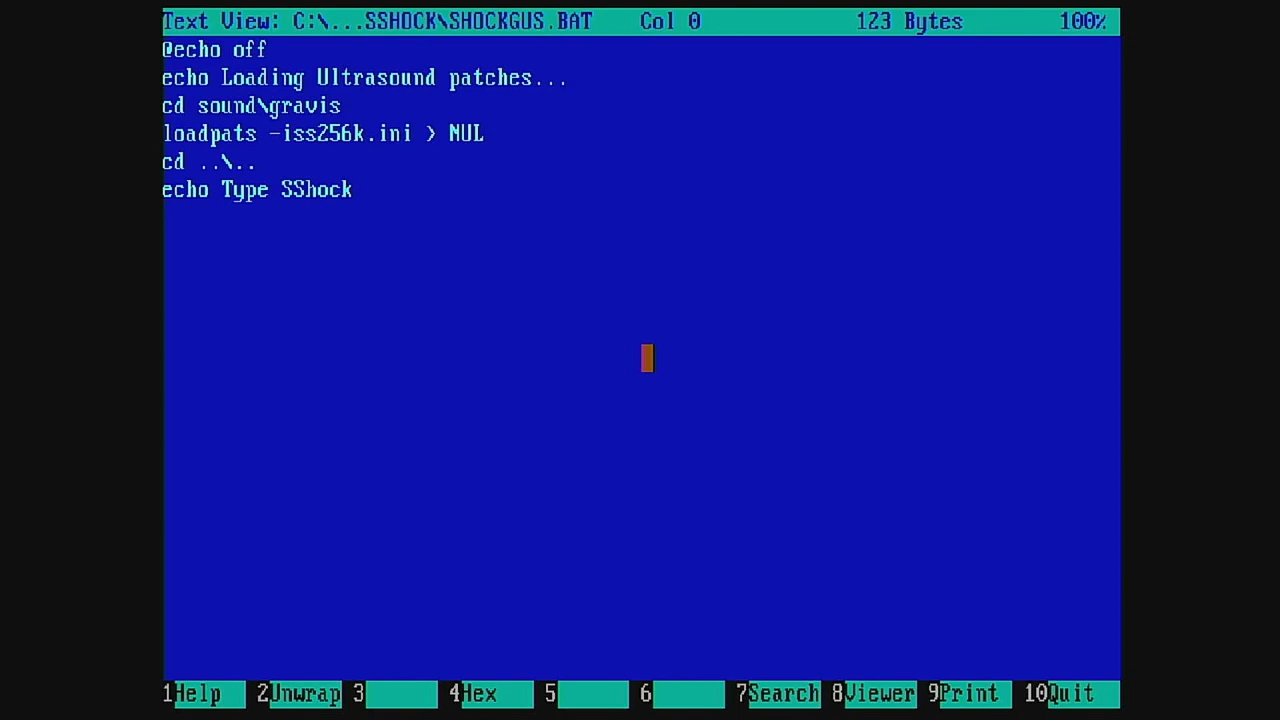 Text View: C:\...SSHOCK\SHOCKGUS.BAT Col 0 123 Bytes 100%
@echo off
echo Loading Ultrasound patches...
cd sound\gravis
loadpats -iss256k.ini > NUL
cd ..\..
echo Type SShock
1Help 2Unwrap 3 4Hex 5 6 7Search 8Viewer 9Print 10Quit